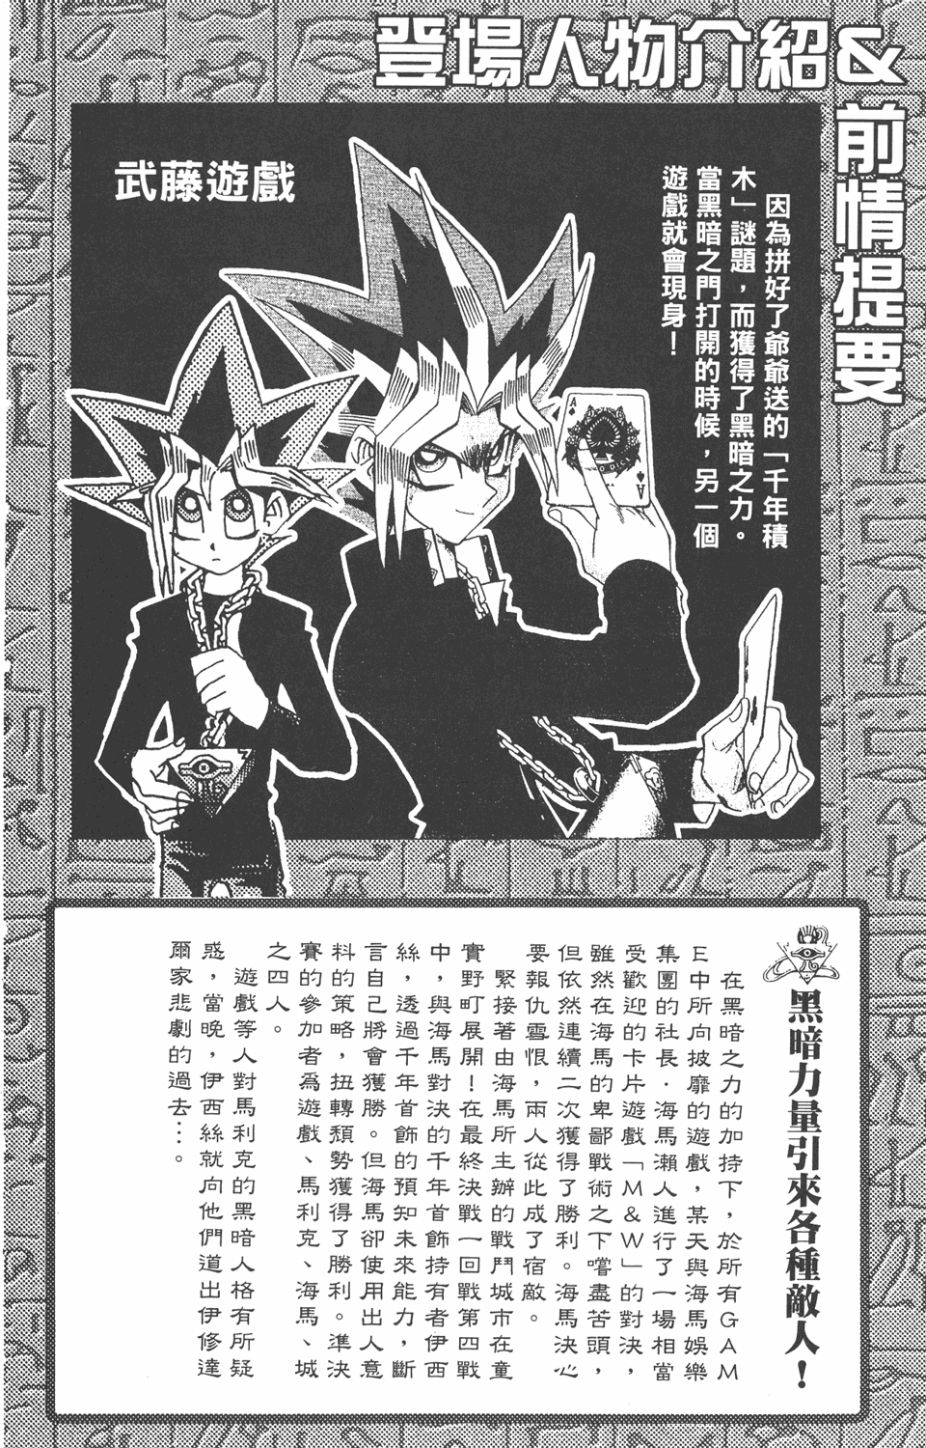 登場人物介紹&
前情提要
武藤遊戲
因為拼好了爺爺送的「千年積
木」謎題，而獲得了黑暗之力。
當黑暗之門打開的時候，另一個
遊戲就會現身！
A
A
黑暗力量引來各種敵人！
在黑暗之力的加持下，於所有GAM
E中所向披靡的遊戲，某天與海馬娛樂
集團的社長．海馬瀨人進行了一場相當
受歡迎的卡片遊戲「M&W」的對決，
雖然在海馬的卑鄙戰術之下嚐盡苦頭，
但依然連續二次獲得了勝利。海馬決心
要報仇雪恨，兩人從此成了宿敵。
緊接著由海馬所主辦的戰鬥城市在童
實野町展開！在最終決戰一回戰第四戰
中，與海馬對決的千年首飾持有者伊西
絲，透過千年首飾的預知未來能力，斷
言自己將會獲勝。但海馬卻使用出人意
料的策略，扭轉頹勢獲得了勝利。準決
賽的參加者為遊戲、馬利克、海馬、城
之四人。
遊戲等人對馬利克的黑暗人格有所疑
惑，當晚，伊西絲就向他們道出伊修達
爾家悲劇的過去…。